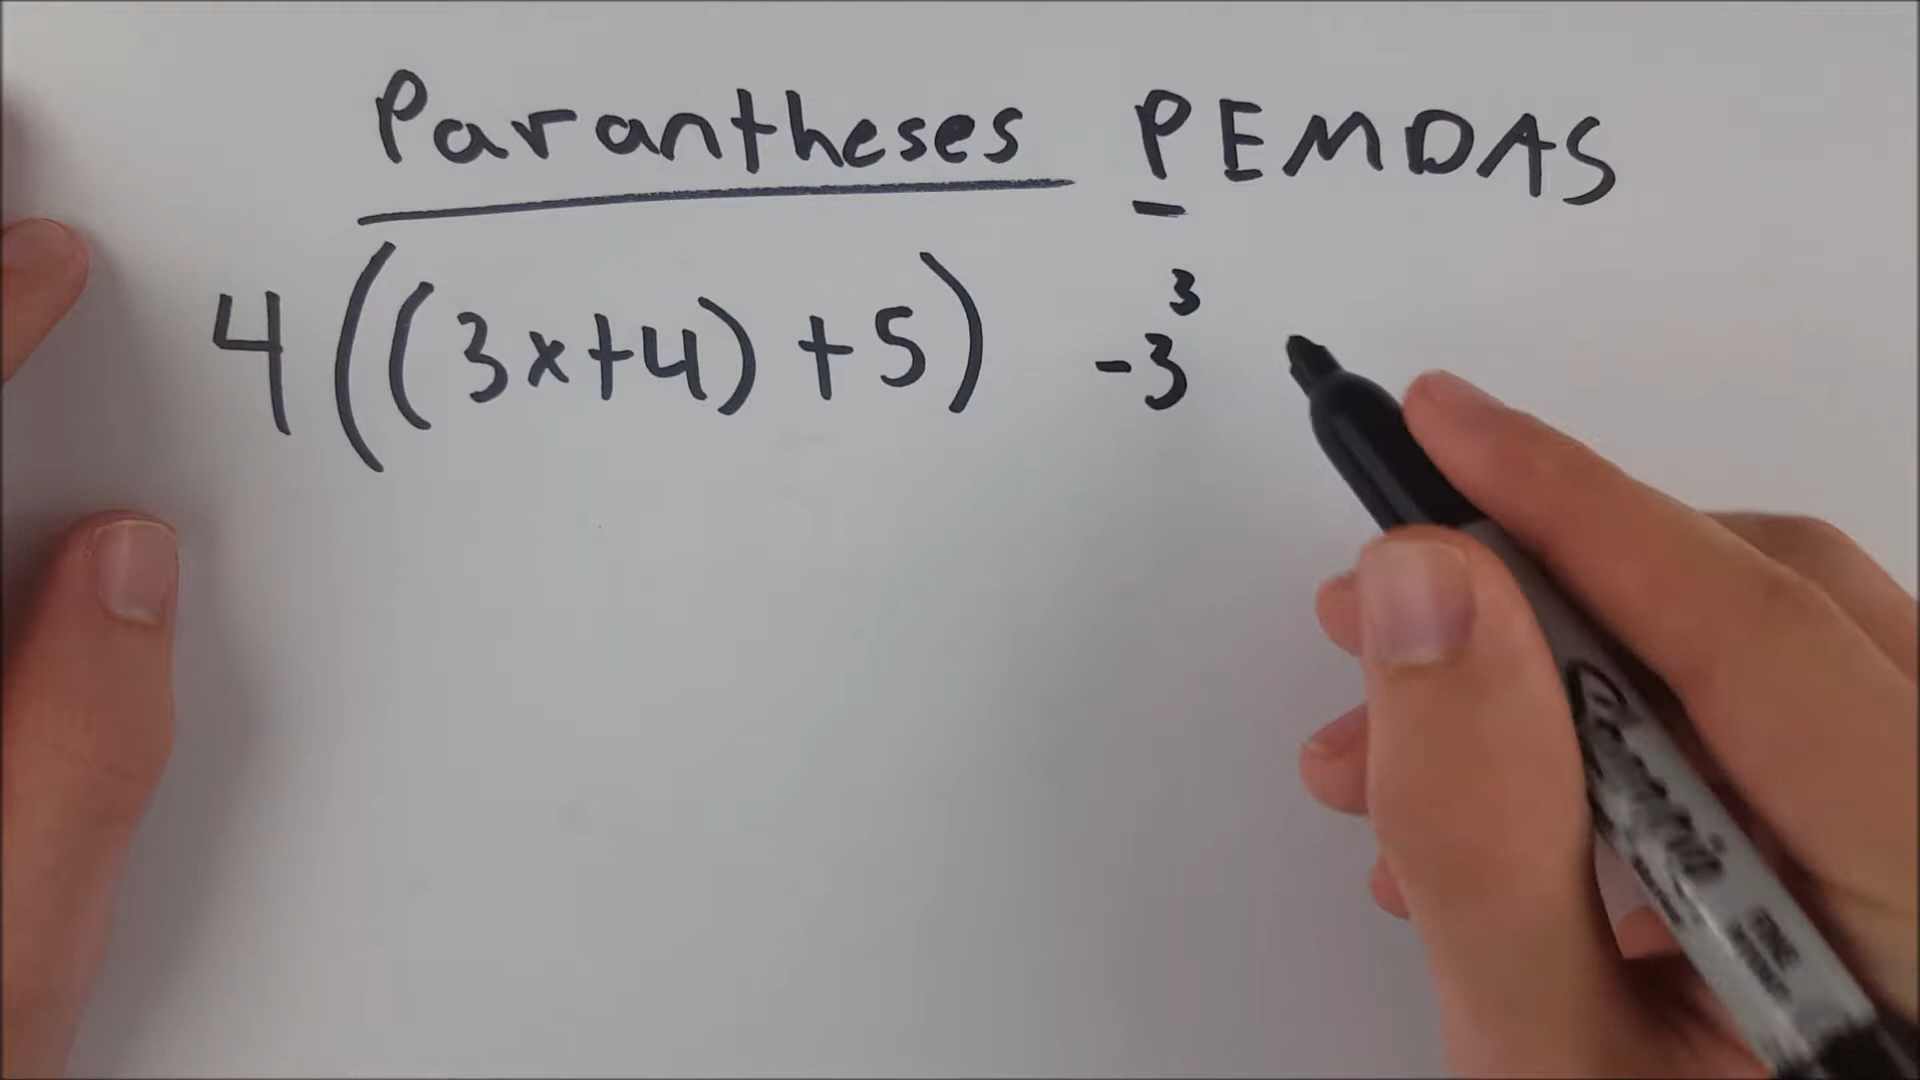 Parantheses PEMDAS
4((3x+4)+5) -3³